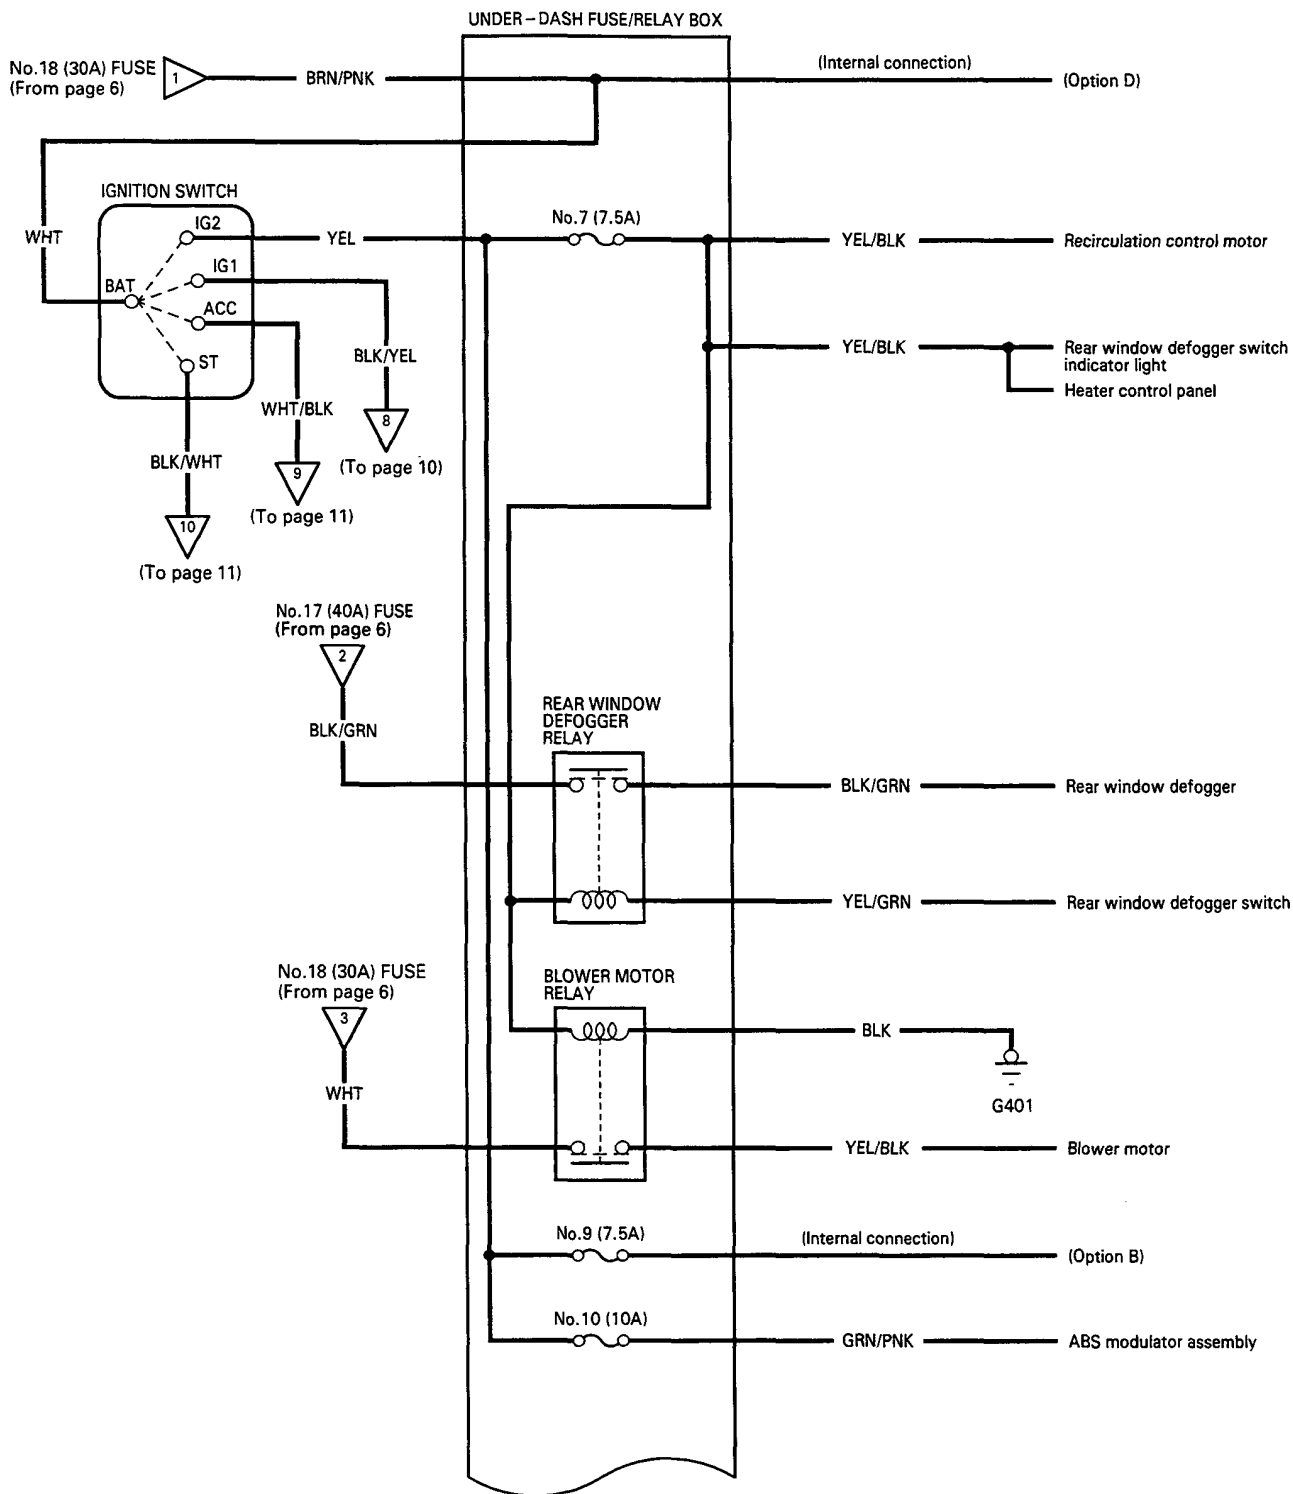 UNDER-DASH FUSE/RELAY BOX
No.18 (30A) FUSE
(From page 6)
1
BRN/PNK
(Internal connection)
(Option D)
IGNITION SWITCH
WHT
IG2
YEL
No.7 (7.5A)
YEL/BLK
Recirculation control motor
IG1
BAT
ACC
BLK/YEL
YEL/BLK
Rear window defogger switch
indicator light
Heater control panel
ST
WHT/BLK
8
(To page 10)
BLK/WHT
9
(To page 11)
10
(To page 11)
No.17 (40A) FUSE
(From page 6)
2
BLK/GRN
REAR WINDOW
DEFOGGER
RELAY
BLK/GRN
Rear window defogger
YEL/GRN
Rear window defogger switch
No.18 (30A) FUSE
(From page 6)
3
WHT
BLOWER MOTOR
RELAY
BLK
G401
YEL/BLK
Blower motor
No.9 (7.5A)
(Internal connection)
(Option B)
No.10 (10A)
GRN/PNK
ABS modulator assembly